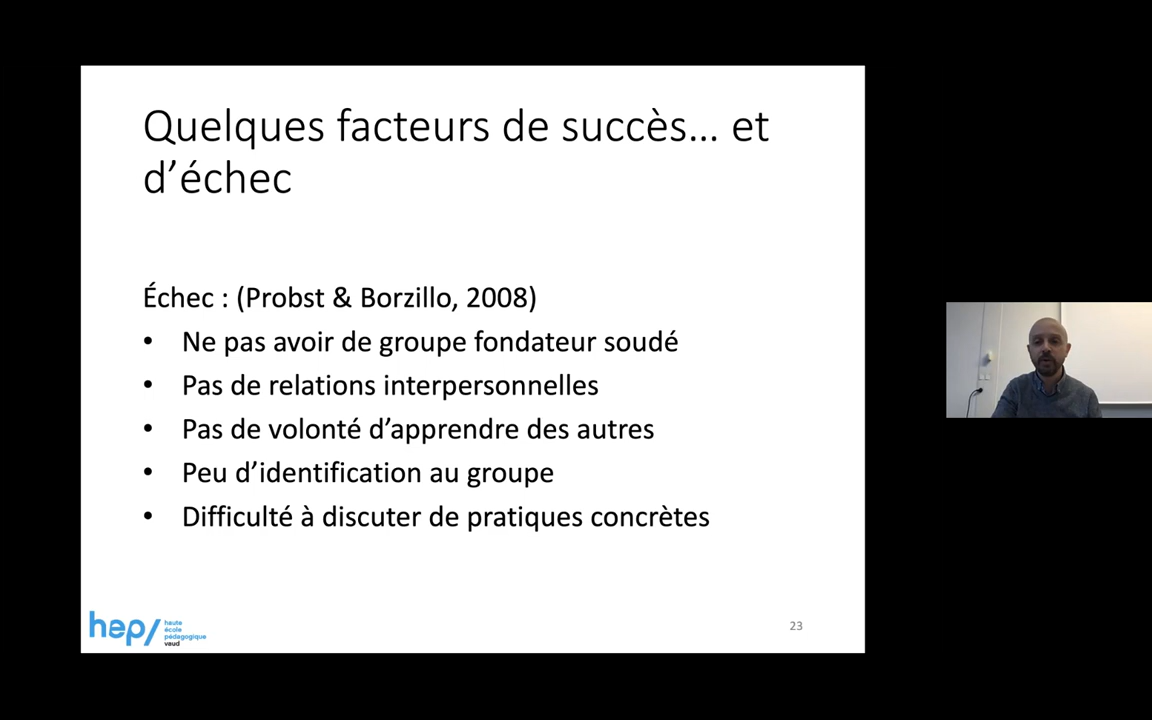 Quelques facteurs de succès… et
d’échec
Échec : (Probst & Borzillo, 2008)
• Ne pas avoir de groupe fondateur soudé
• Pas de relations interpersonnelles
• Pas de volonté d’apprendre des autres
• Peu d’identification au groupe
• Difficulté à discuter de pratiques concrètes
hep/
haute
école
pédagogique
vaud
23